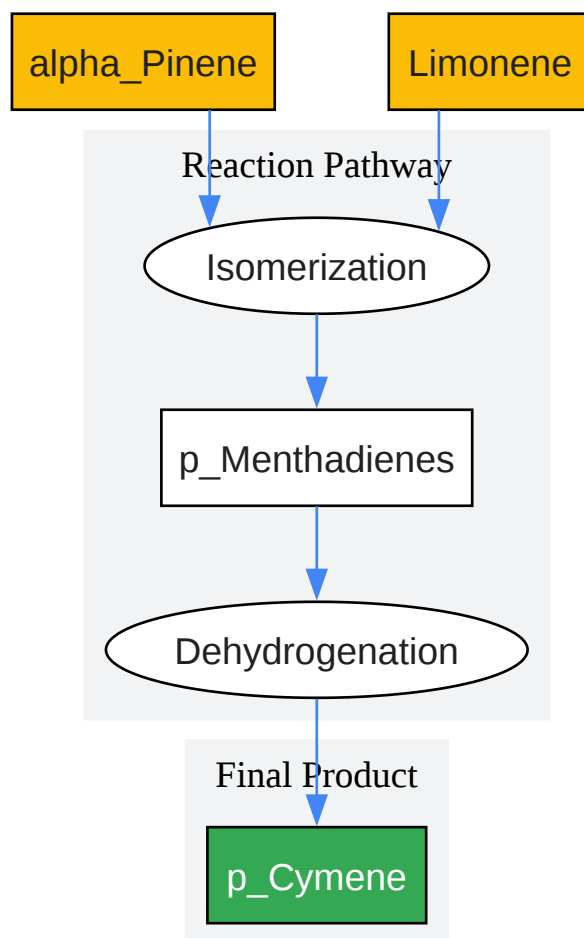 alpha_Pinene
Limonene
Reaction Pathway
Isomerization
p_Menthadienes
Dehydrogenation
Final Product
p_Cymene